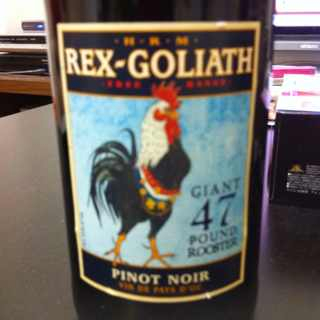 H·R·M
REX-GOLIATH
FREE RANGE
GIANT
47
POUND
ROOSTER
PINOT NOIR
VIN DE PAYS D'OC